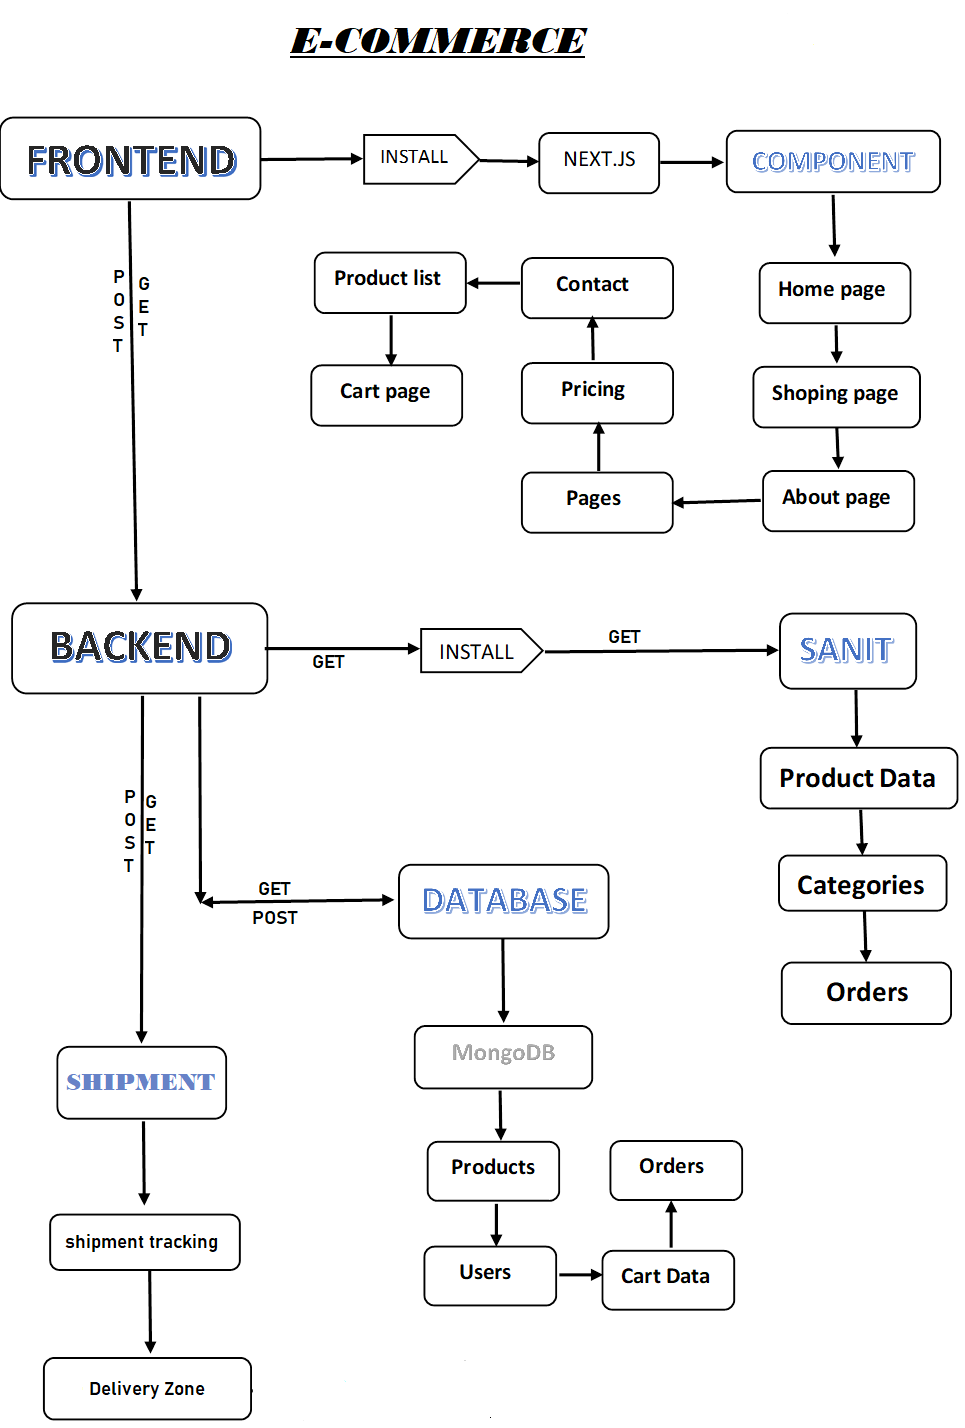 E-COMMERCE
FRONTEND
INSTALL
NEXT.JS
COMPONENT
POST
GET
Product list
Contact
Home page
Cart page
Pricing
Shoping page
Pages
About page
BACKEND
GET
INSTALL
GET
SANIT
Product Data
POST
GET
Categories
GET
POST
DATABASE
Orders
MongoDB
SHIPMENT
Products
Orders
shipment tracking
Users
Cart Data
Delivery Zone